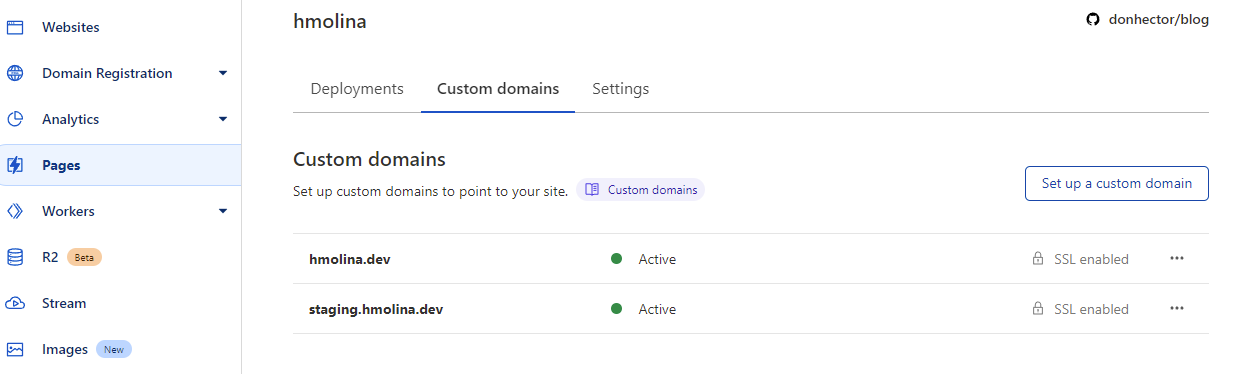 Websites
Domain Registration
Analytics
Pages
Workers
R2 Beta
Stream
Images New
hmolina
donhector/blog
Deployments Custom domains Settings
Custom domains
Set up custom domains to point to your site. Custom domains
Set up a custom domain
hmolina.dev Active SSL enabled
staging.hmolina.dev Active SSL enabled